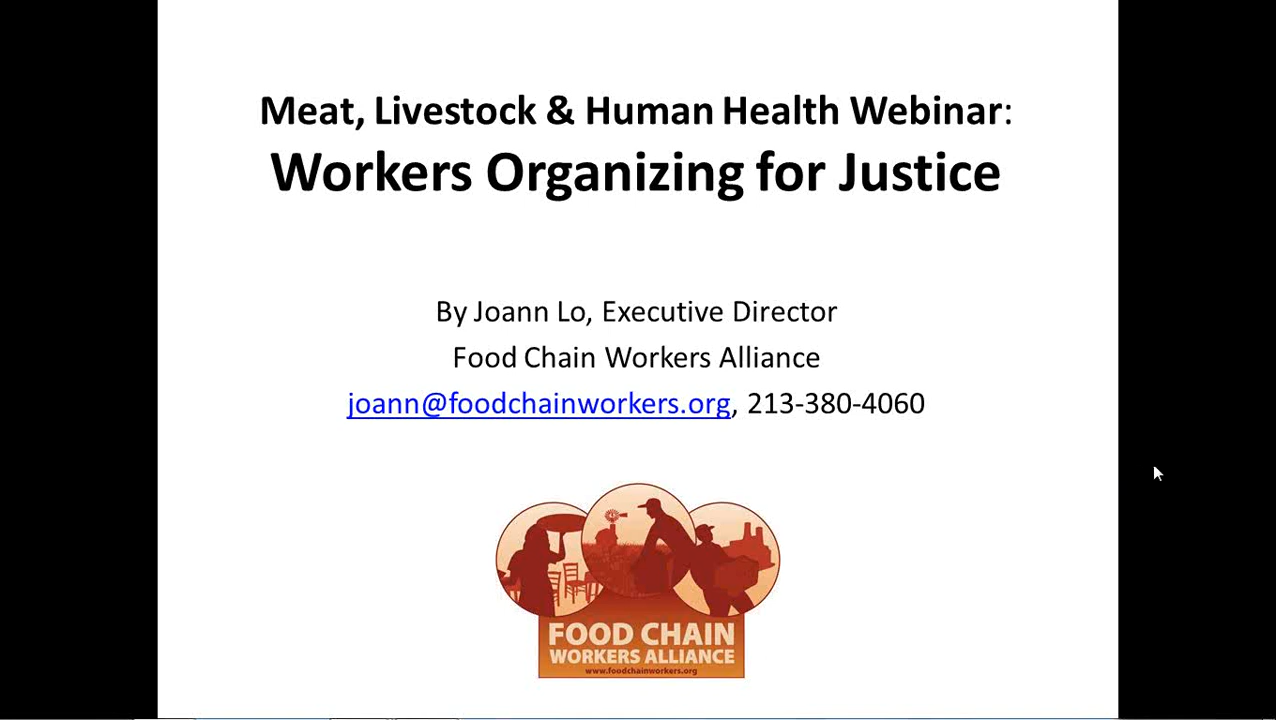 Meat, Livestock & Human Health Webinar:
Workers Organizing for Justice
By Joann Lo, Executive Director
Food Chain Workers Alliance
joann@foodchainworkers.org, 213-380-4060
FOOD CHAIN
WORKERS ALLIANCE
www.foodchainworkers.org